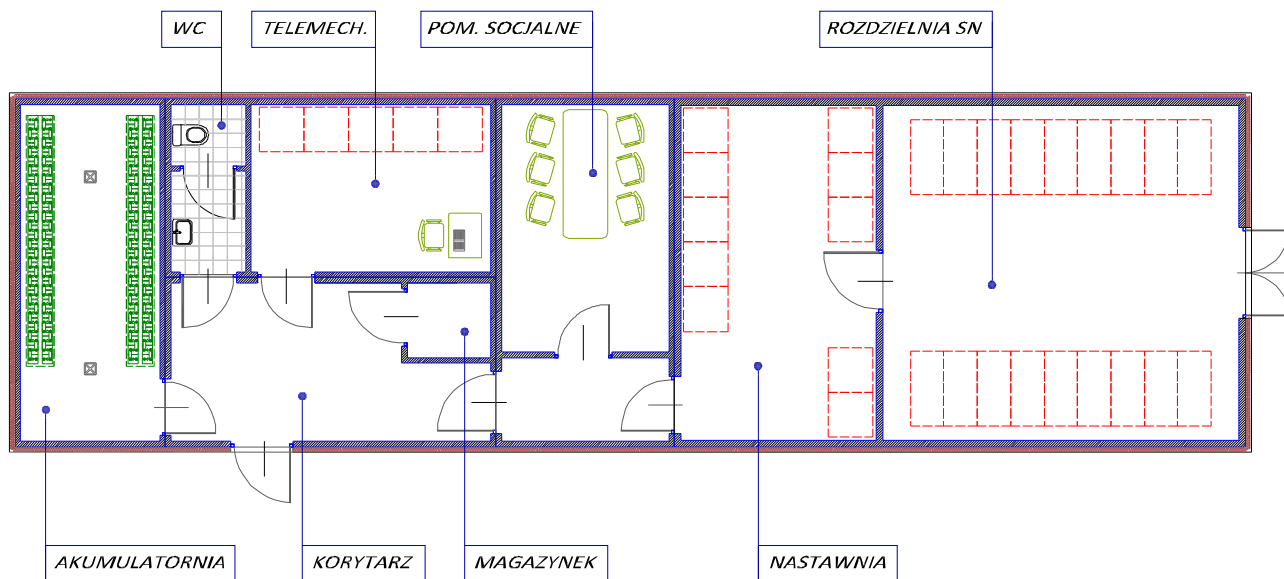 WC
TELEMECH.
POM. SOCJALNE
ROZDZIELNIA SN
AKUMULATORNIA
KORYTARZ
MAGAZYNEK
NASTAWNIA